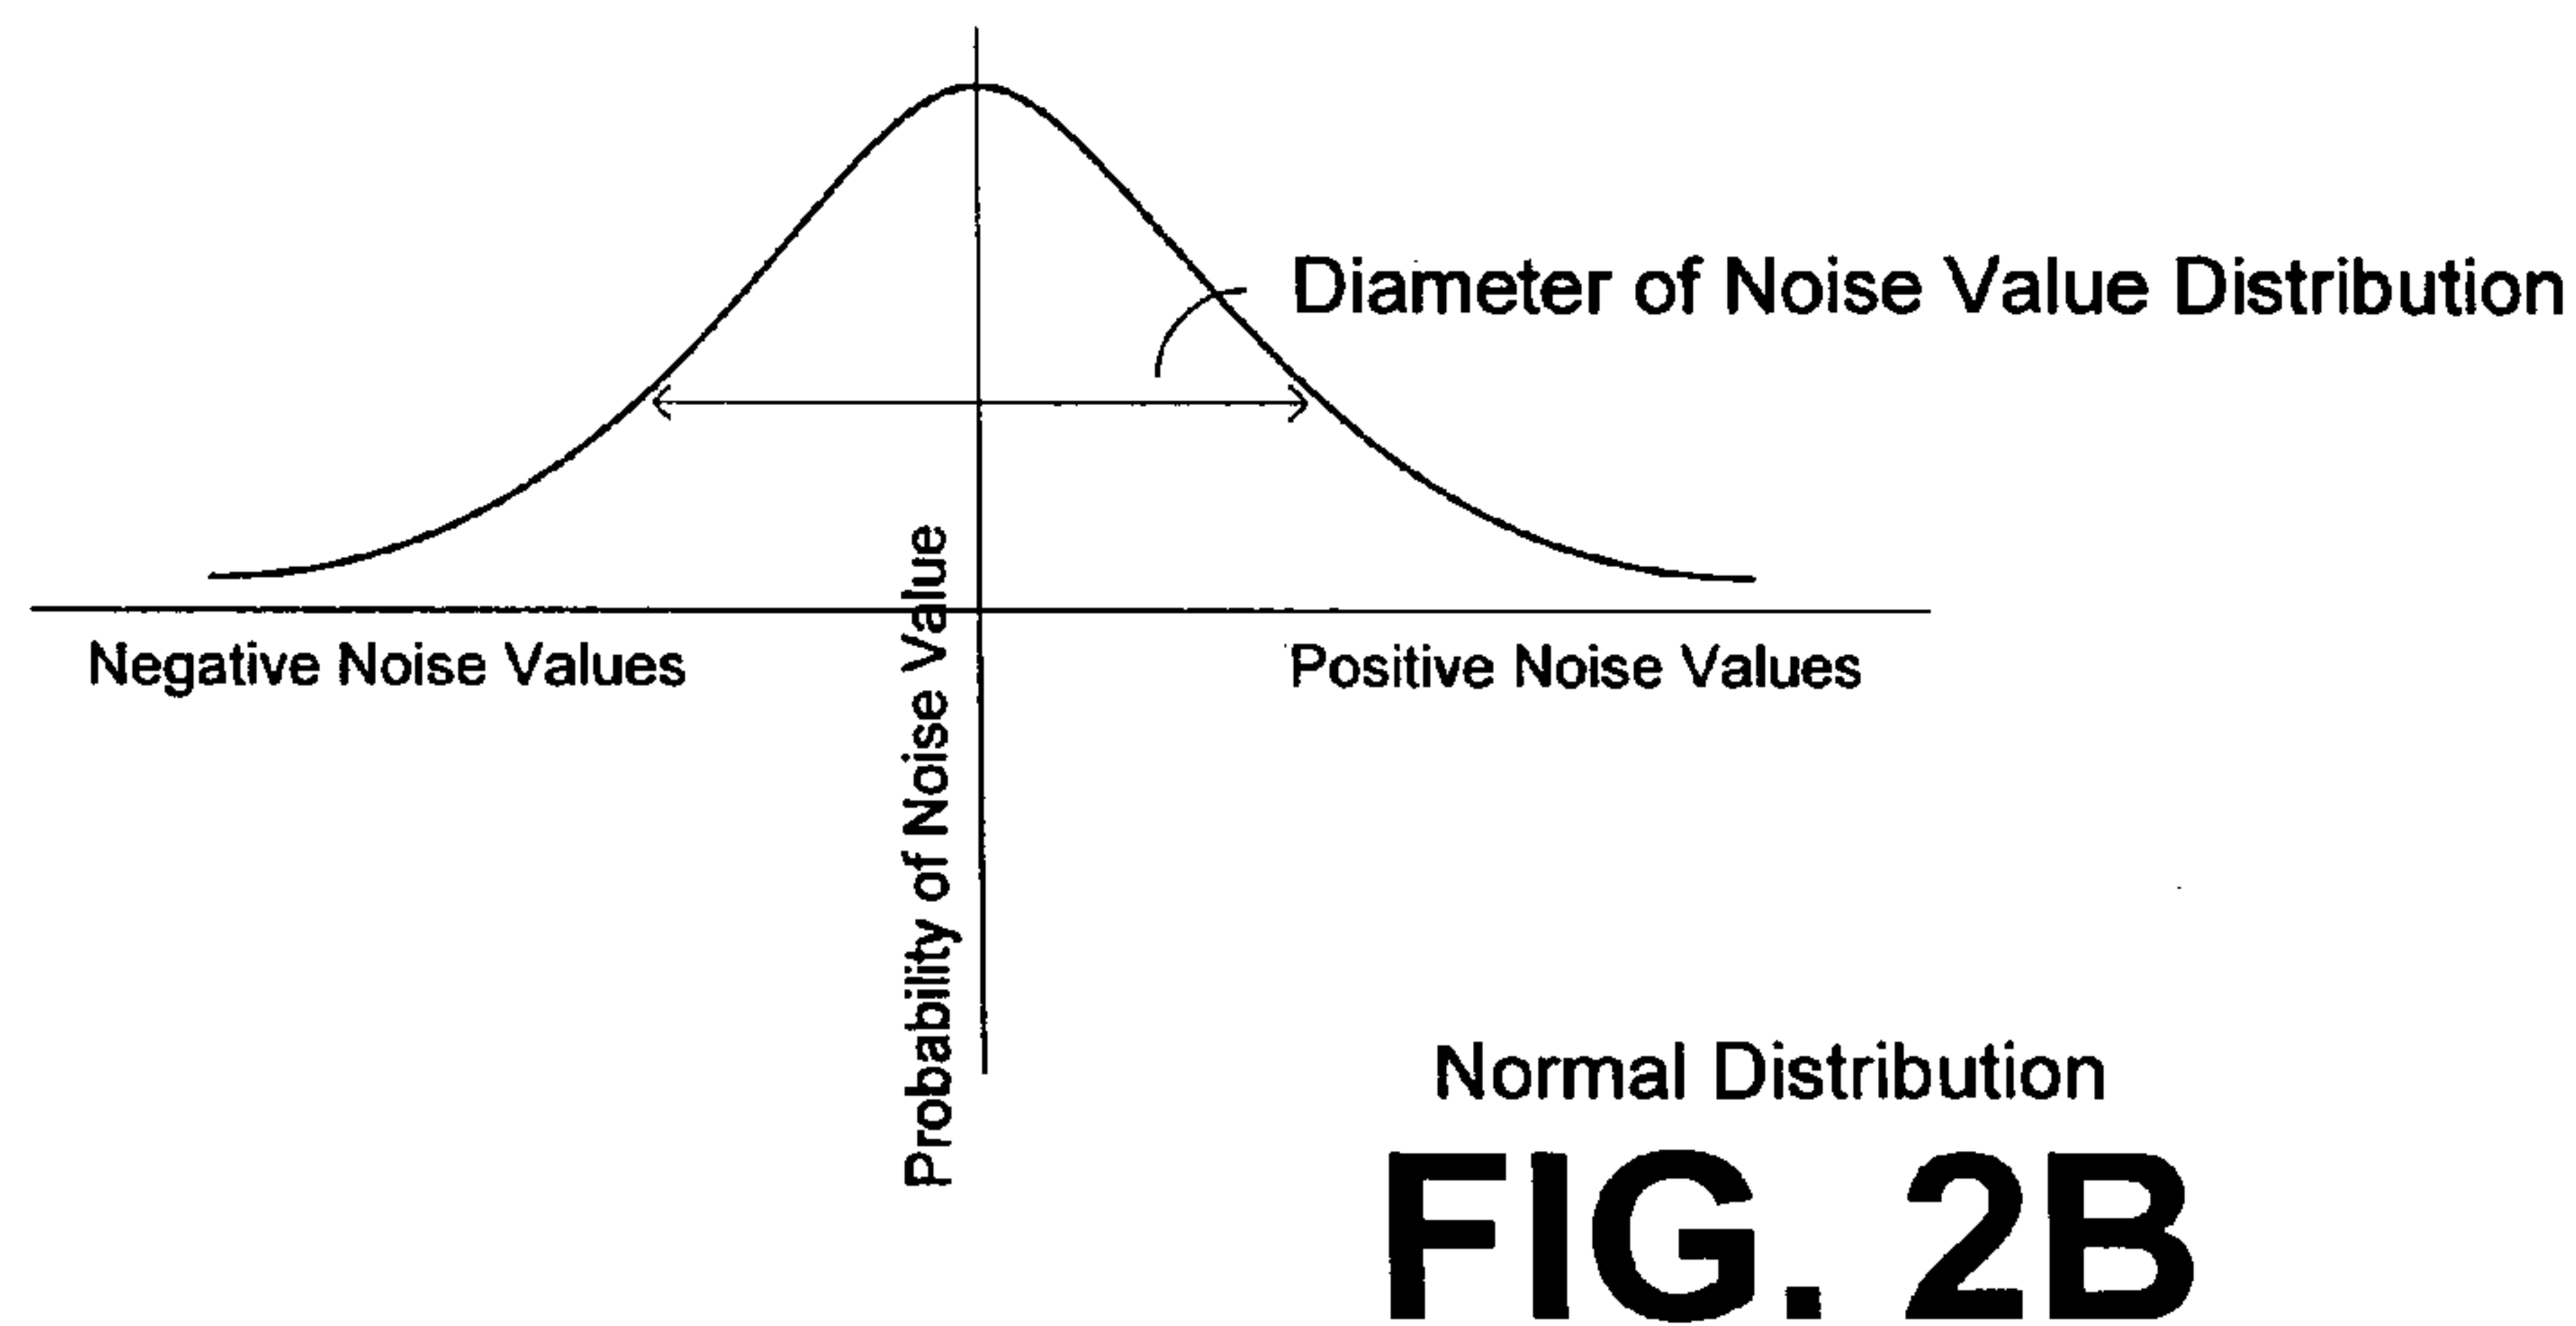 Diameter of Noise Value Distribution
Negative Noise Values
Positive Noise Values
Probability of Noise Value
Normal Distribution
FIG. 2B